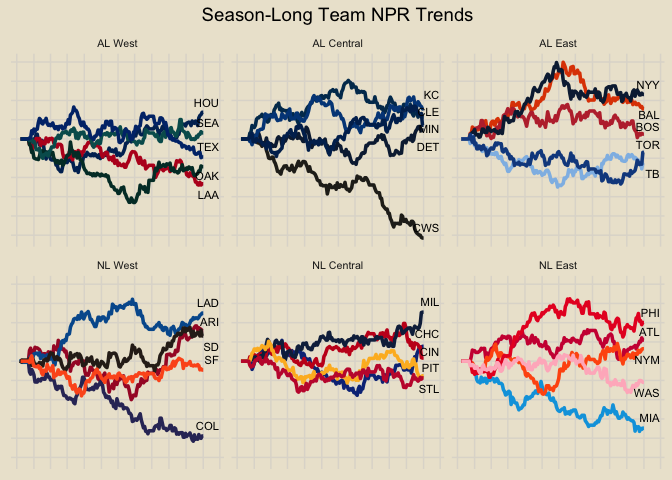 Season-Long Team NPR Trends
AL West
AL Central
AL East
HOU
SEA
TEX
OAK
LAA
KC
CLE
MIN
DET
CWS
NYY
BAL
BOS
TOR
TB
NL West
NL Central
NL East
LAD
ARI
SD
SF
COL
MIL
CHC
CIN
PIT
STL
PHI
ATL
NYM
WAS
MIA